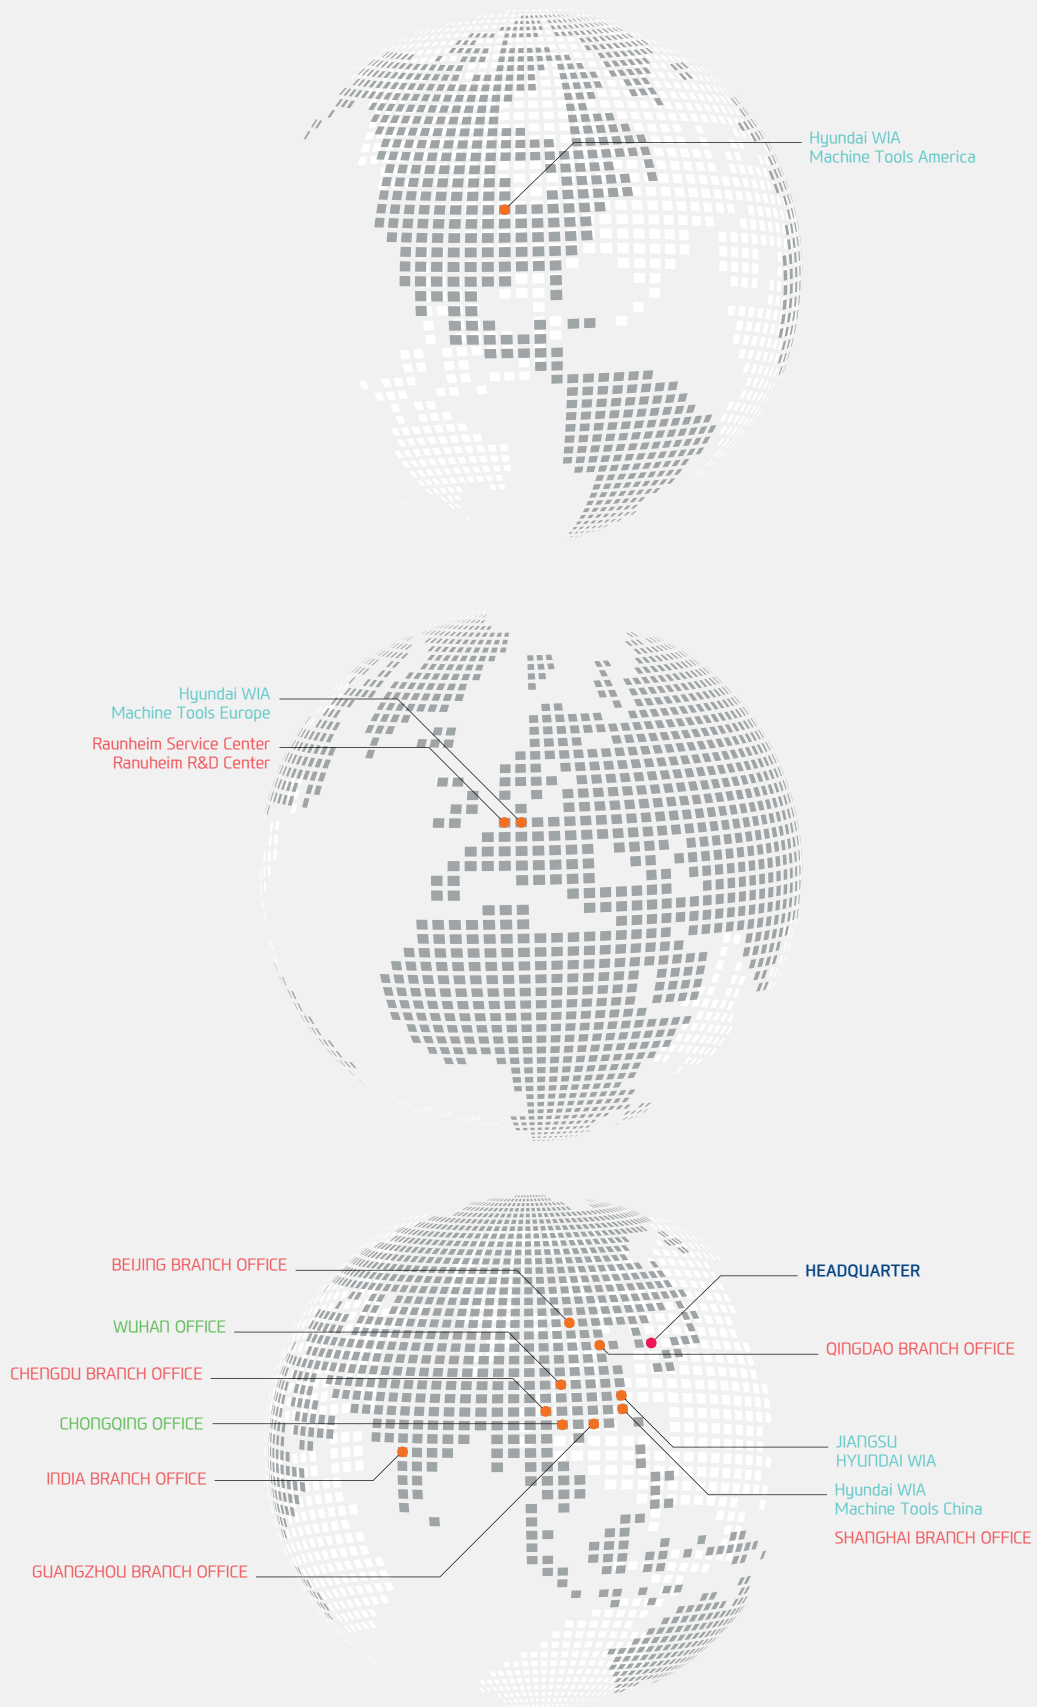 Hyundai WIA
Machine Tools America
Hyundai WIA
Machine Tools Europe
Raunheim Service Center
Ranuheim R&D Center
BEIJING BRANCH OFFICE
HEADQUARTER
WUHAN OFFICE
QINGDAO BRANCH OFFICE
CHENGDU BRANCH OFFICE
CHONGQING OFFICE
JIANGSU
HYUNDAI WIA
INDIA BRANCH OFFICE
Hyundai WIA
Machine Tools China
SHANGHAI BRANCH OFFICE
GUANGZHOU BRANCH OFFICE